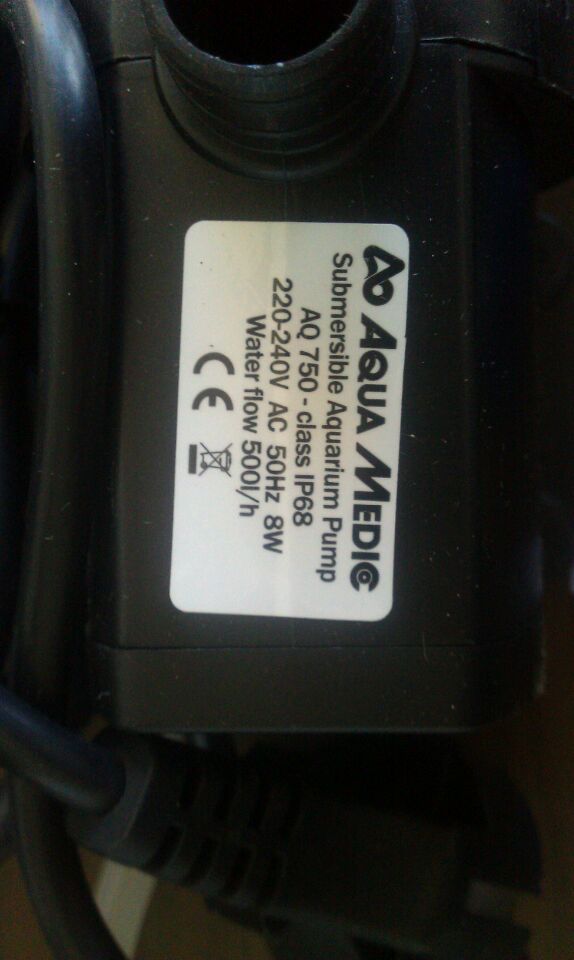 AQUA MEDIC
Submersible Aquarium Pump
AQ 750 - class IP68
220-240V AC 50Hz 8W
Water flow 500l/h
CE